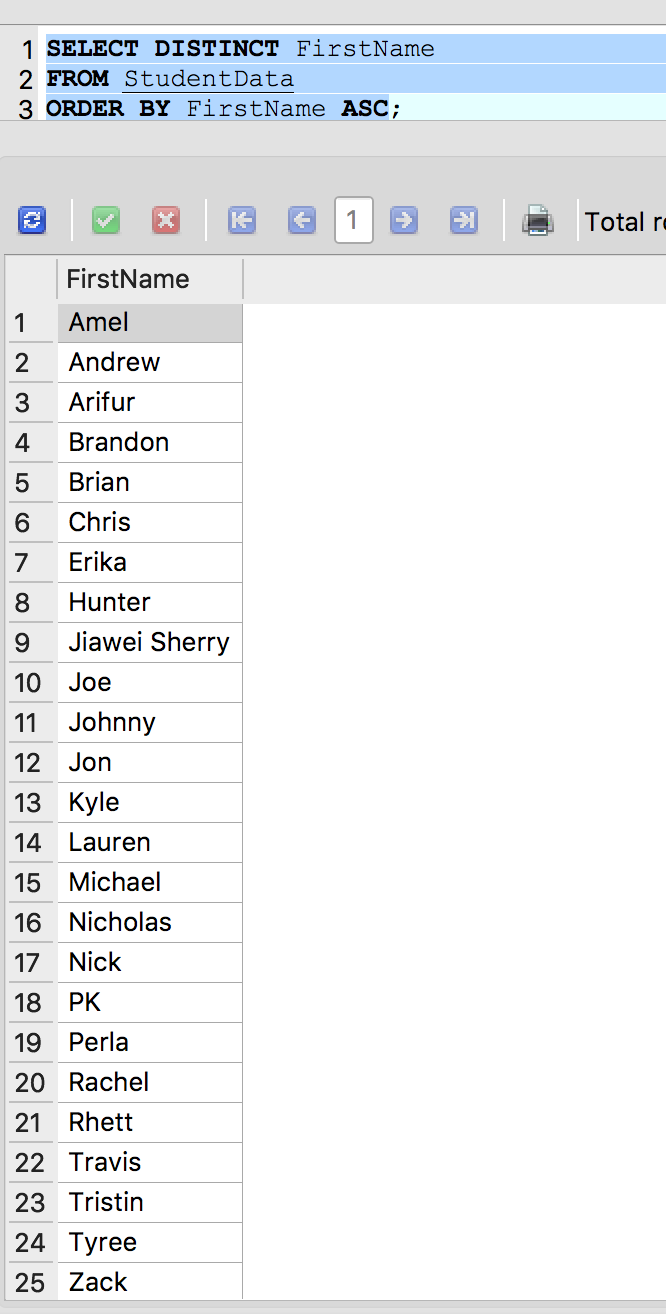 1 SELECT DISTINCT FirstName
2 FROM StudentData
3 ORDER BY FirstName ASC;
1 Total
FirstName
1 Amel
2 Andrew
3 Arifur
4 Brandon
5 Brian
6 Chris
7 Erika
8 Hunter
9 Jiawei Sherry
10 Joe
11 Johnny
12 Jon
13 Kyle
14 Lauren
15 Michael
16 Nicholas
17 Nick
18 PK
19 Perla
20 Rachel
21 Rhett
22 Travis
23 Tristin
24 Tyree
25 Zack